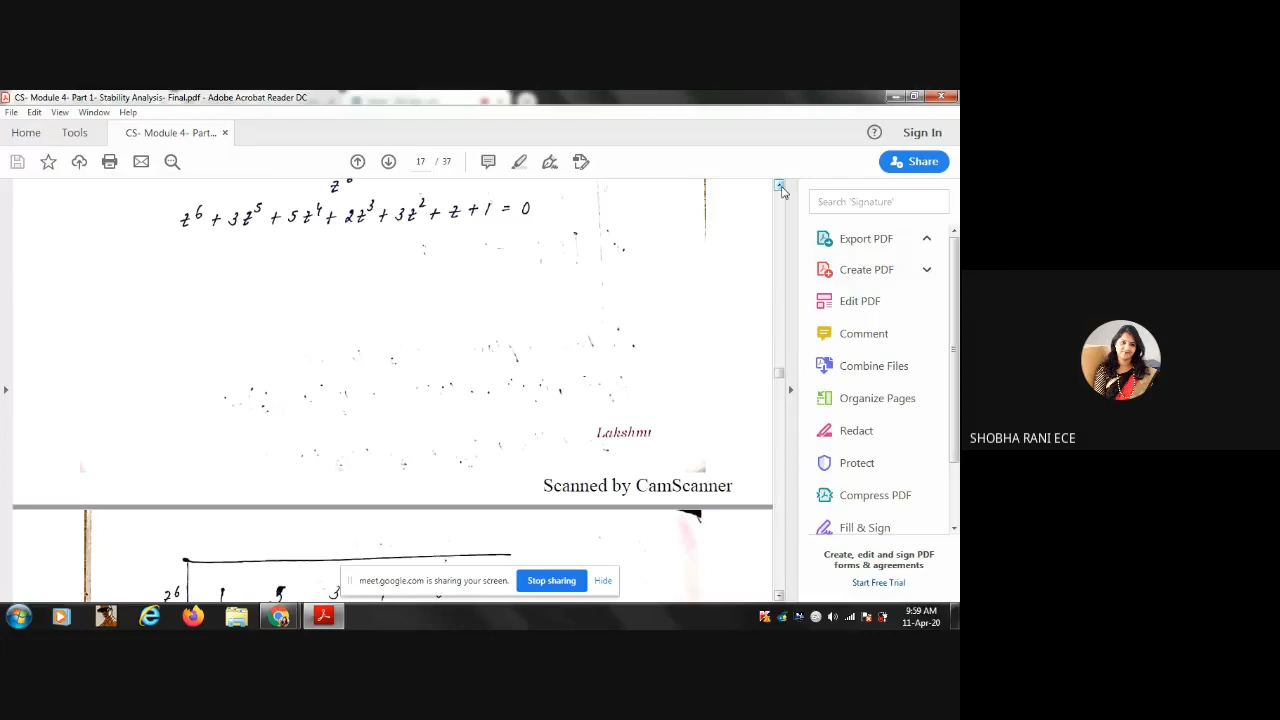 CS- Module 4- Part 1- Stability Analysis- Final.pdf - Adobe Acrobat Reader DC
File Edit View Window Help
Home Tools CS- Module 4- Part... × Sign In
17 / 37 Share
z⁶ + 3z⁵ + 5z⁴ + 2z³ + 3z² + z + 1 = 0
Lakshmi
Scanned by CamScanner
z⁶ 1 5 3
Search 'Signature'
Export PDF
Create PDF
Edit PDF
Comment
Combine Files
Organize Pages
Redact
Protect
Compress PDF
Fill & Sign
Create, edit and sign PDF
forms & agreements
Start Free Trial
meet.google.com is sharing your screen. Stop sharing Hide
9:59 AM
11-Apr-20
SHOBHA RANI ECE